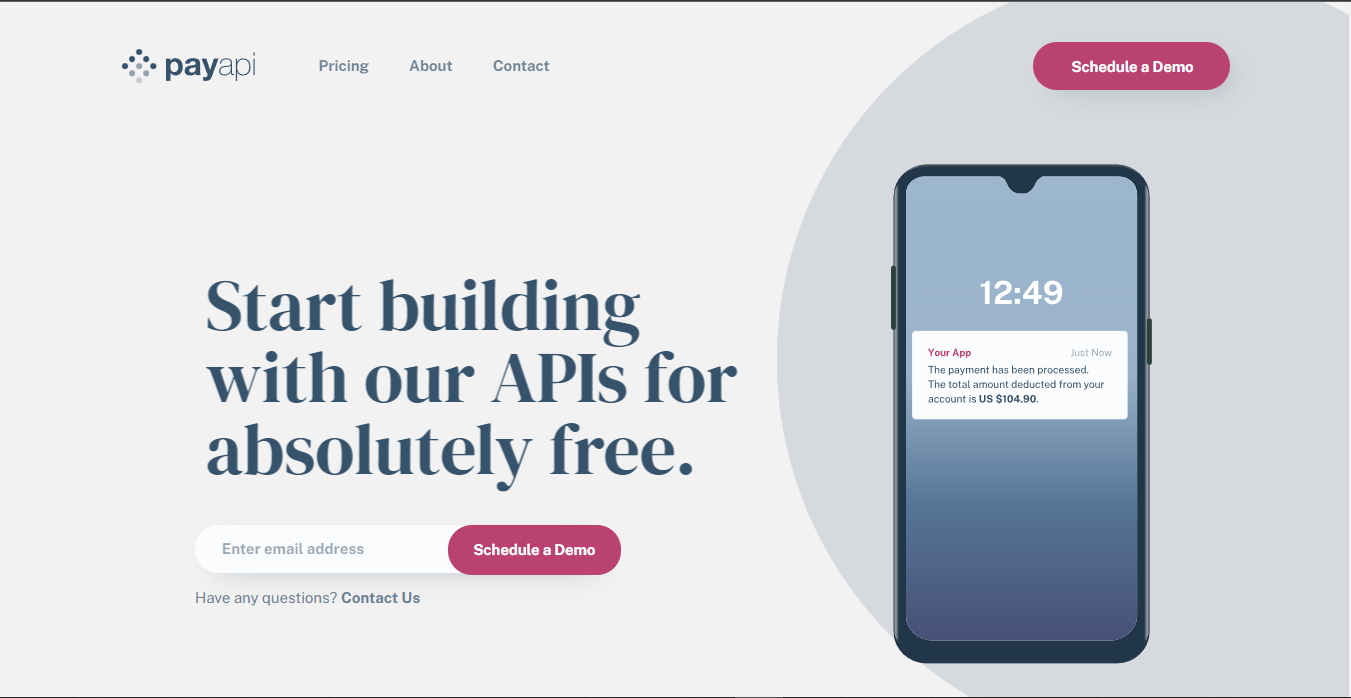 payapi
Pricing
About
Contact
Schedule a Demo
Start building
with our APIs for
absolutely free.
Enter email address
Schedule a Demo
Have any questions? Contact Us
12:49
Your App
Just Now
The payment has been processed.
The total amount deducted from your
account is US $104.90.